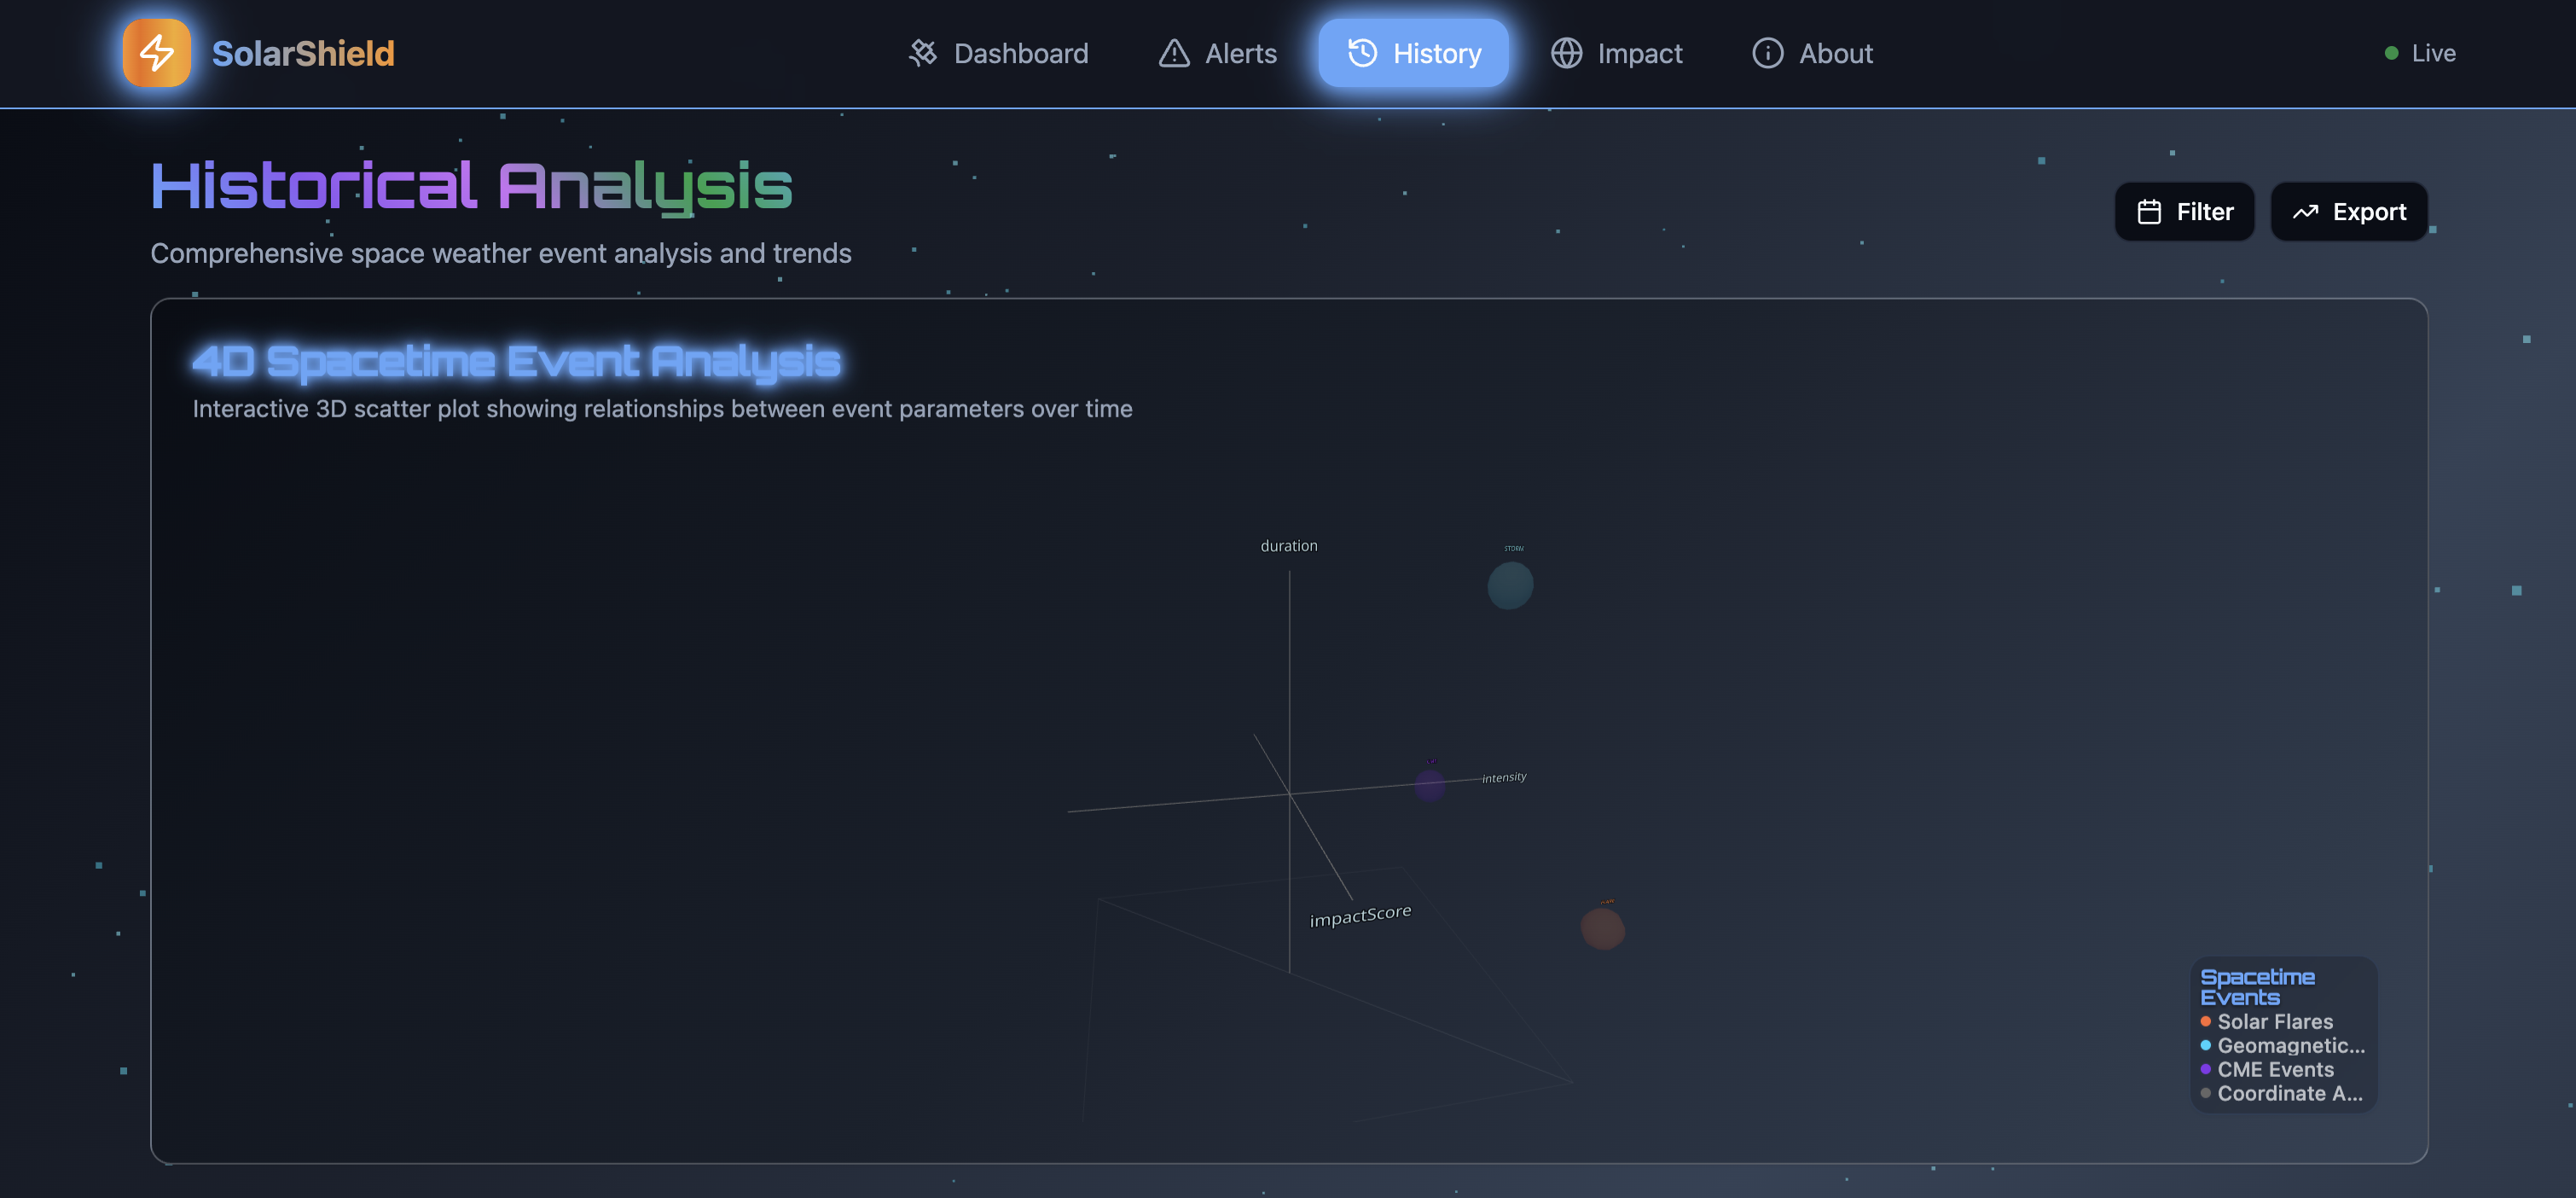 SolarShield
Dashboard
Alerts
History
Impact
About
Live
Historical Analysis
Comprehensive space weather event analysis and trends
Filter
Export
4D Spacetime Event Analysis
Interactive 3D scatter plot showing relationships between event parameters over time
duration
STORM
intensity
impactScore
Spacetime
Events
Solar Flares
Geomagnetic...
CME Events
Coordinate A...